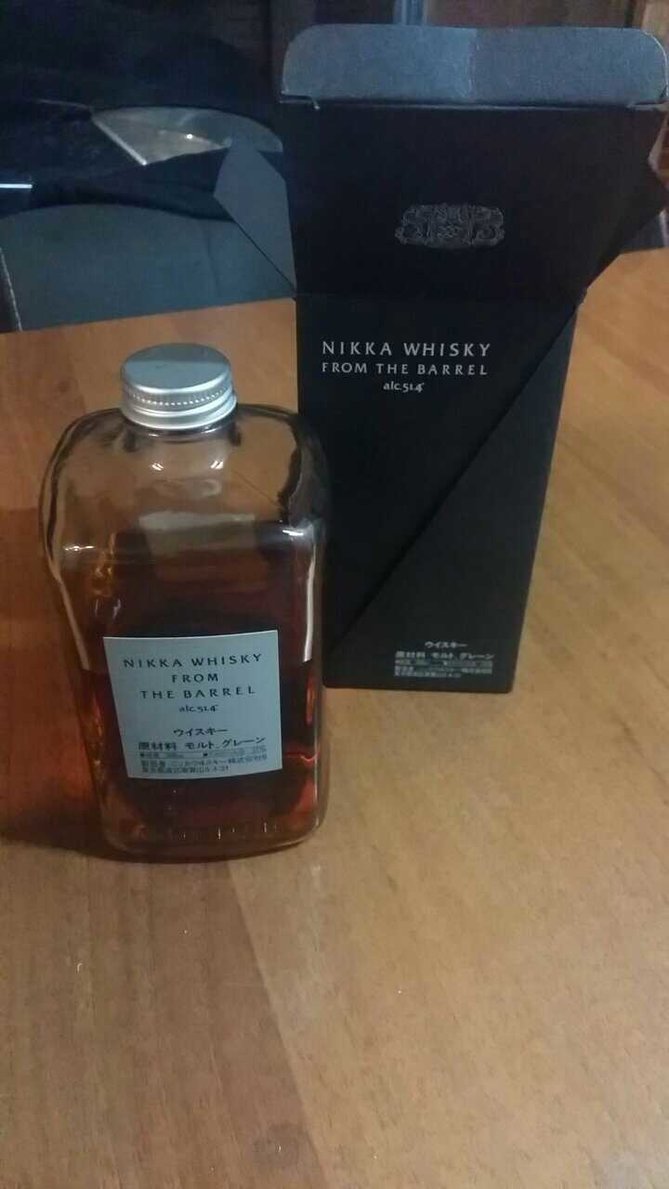 NIKKA WHISKY
FROM THE BARREL
alc.51.4°
ウイスキー
原材料 モルト、グレーン
NIKKA WHISKY
FROM
THE BARREL
alc.51.4°
ウイスキー
原材料 モルト、グレーン